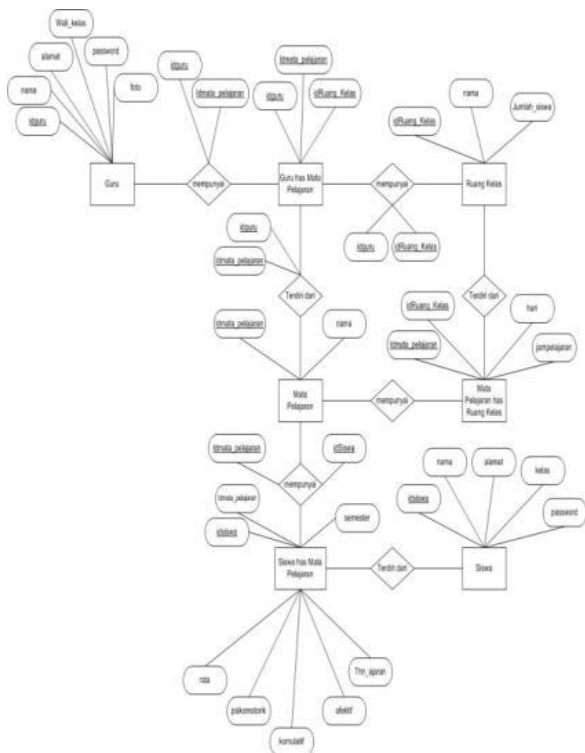 Wali_kelas
alamat
password
nama
foto
idguru
Guru
idguru
Idmata_pelajaran
mempunyai
Idmata_pelajaran
idguru
idRuang_Kelas
Guru has Mata
Pelajaran
mempunyai
idguru
idRuang_Kelas
nama
idRuang_Kelas
Jumlah_siswa
Ruang Kelas
idguru
Idmata_pelajaran
Terdiri dari
Terdiri dari
Idmata_pelajaran
nama
Mata
Pelajaran
mempunyai
idRuang_Kelas
hari
Idmata_pelajaran
jampelajaran
Mata
Pelajaran has
Ruang Kelas
Idmata_pelajaran
idSiswa
mempunyai
Idmata_pelajaran
semester
idsiswa
Siswa has Mata
Pelajaran
Terdiri dari
nama
alamat
kelas
idsiswa
password
Siswa
rata
psikomotorik
komulatif
afektif
Thn_ajaran